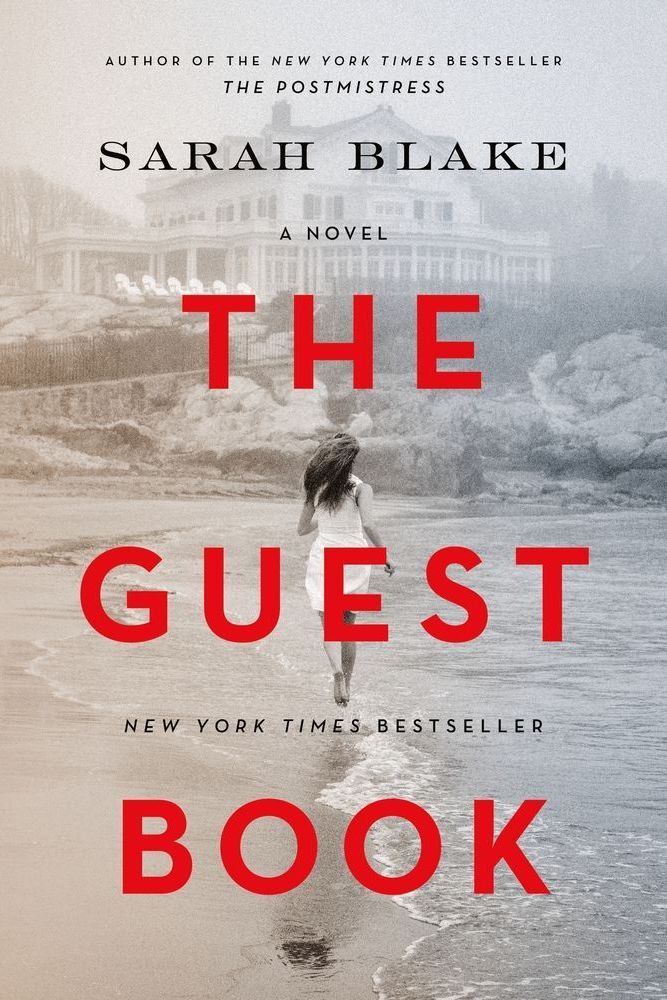 AUTHOR OF THE NEW YORK TIMES BESTSELLER
THE POSTMISTRESS
SARAH BLAKE
A NOVEL
THE
GUEST
NEW YORK TIMES BESTSELLER
BOOK